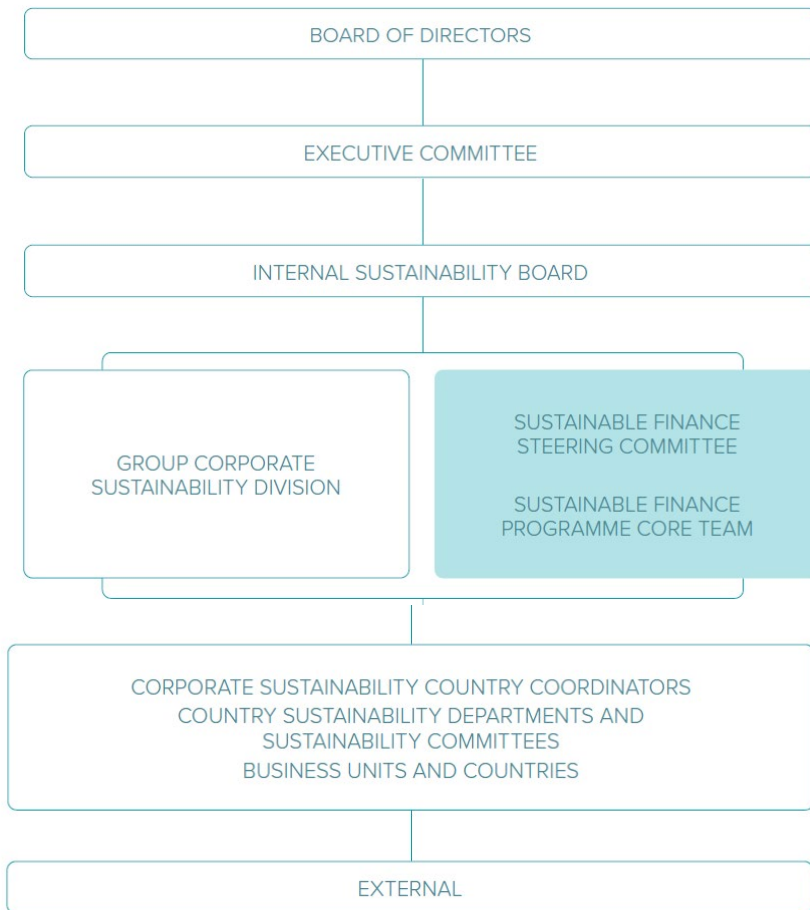 BOARD OF DIRECTORS
EXECUTIVE COMMITTEE
INTERNAL SUSTAINABILITY BOARD
GROUP CORPORATE
SUSTAINABILITY DIVISION
SUSTAINABLE FINANCE
STEERING COMMITTEE
SUSTAINABLE FINANCE
PROGRAMME CORE TEAM
CORPORATE SUSTAINABILITY COUNTRY COORDINATORS
COUNTRY SUSTAINABILITY DEPARTMENTS AND
SUSTAINABILITY COMMITTEES
BUSINESS UNITS AND COUNTRIES
EXTERNAL